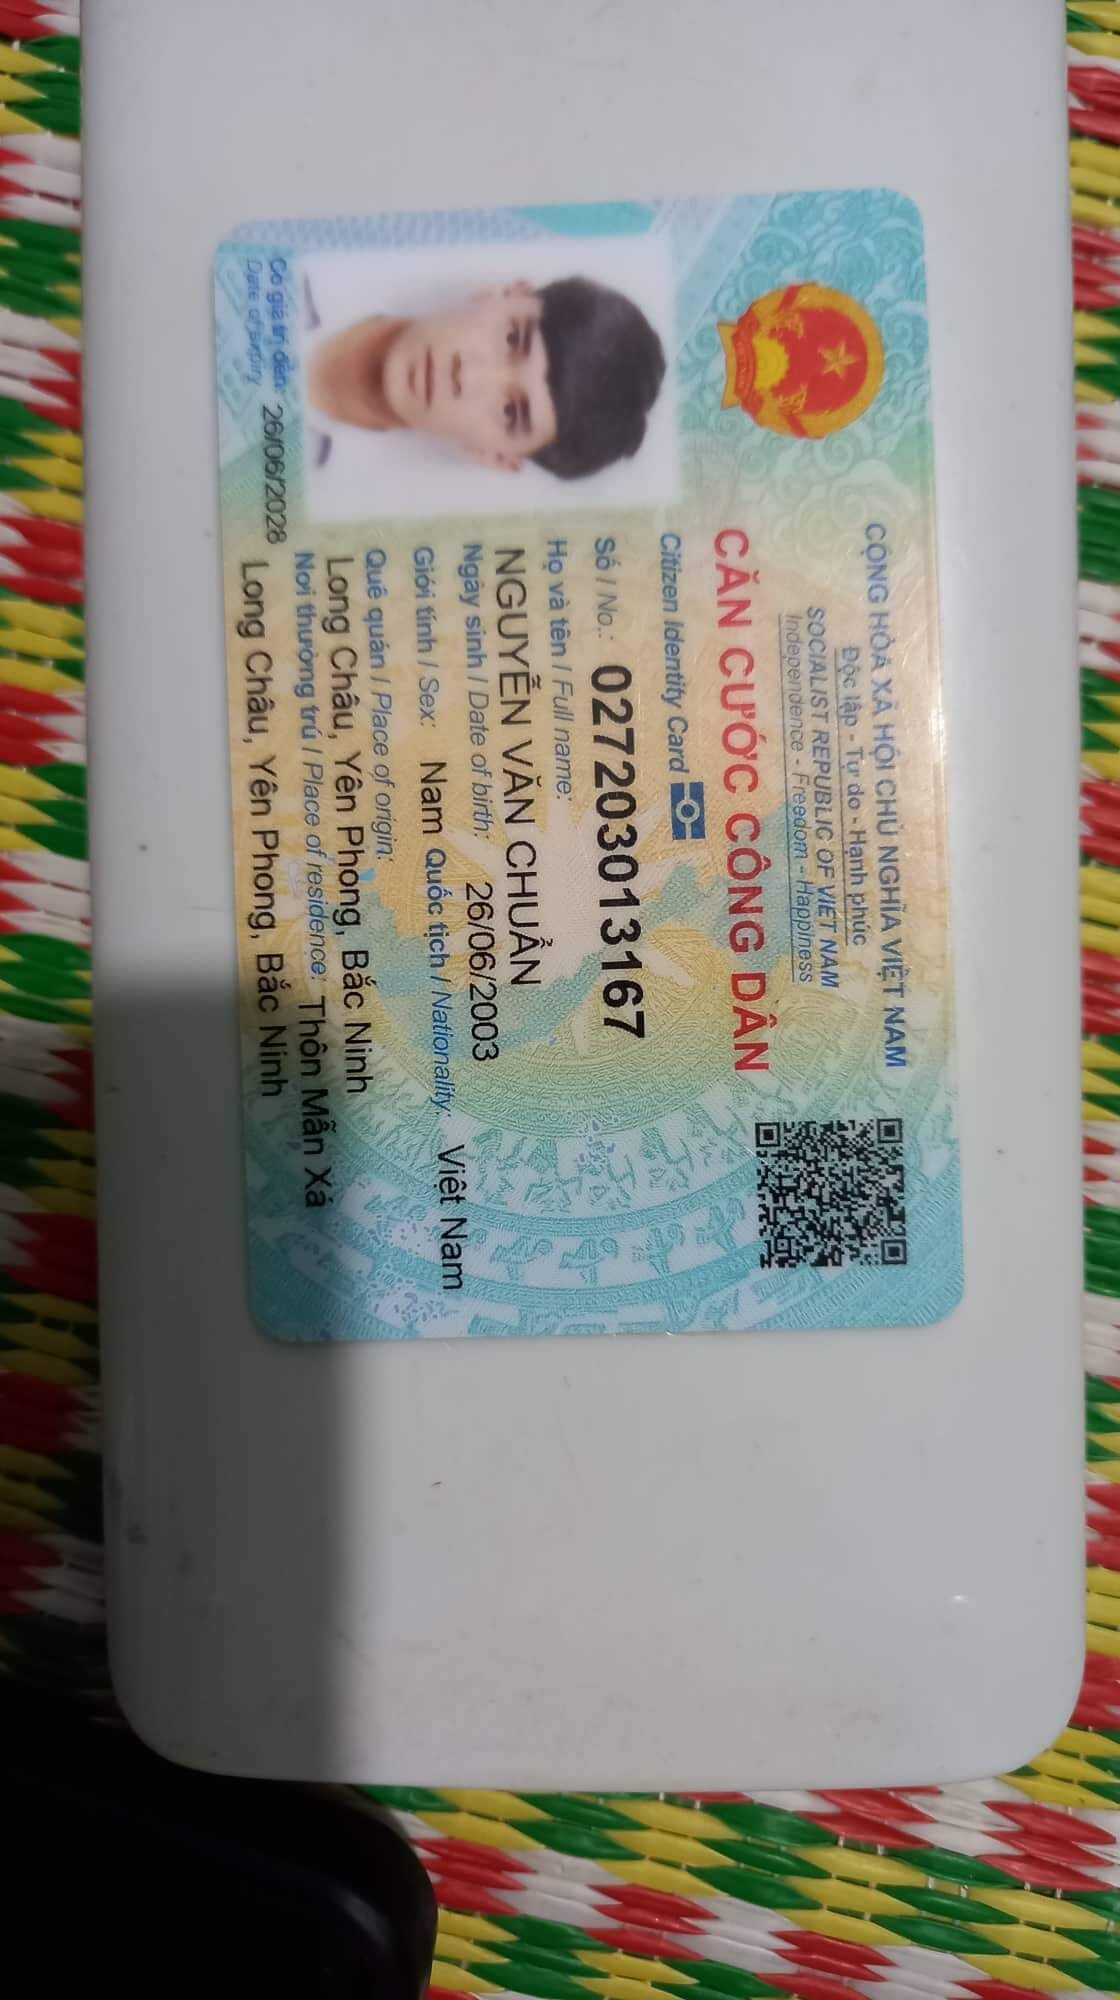 CỘNG HÒA XÃ HỘI CHỦ NGHĨA VIỆT NAM
Độc lập - Tự do - Hạnh phúc
SOCIALIST REPUBLIC OF VIET NAM
Independence - Freedom - Happiness
CĂN CƯỚC CÔNG DÂN
Citizen Identity Card
Số / No.: 027203013167
Họ và tên / Full name:
NGUYỄN VĂN CHUẨN
Ngày sinh / Date of birth: 26/06/2003
Giới tính / Sex: Nam Quốc tịch / Nationality: Việt Nam
Quê quán / Place of origin:
Long Châu, Yên Phong, Bắc Ninh
Nơi thường trú / Place of residence: Thôn Mẫn Xá
Long Châu, Yên Phong, Bắc Ninh
Có giá trị đến: 26/06/2028
Date of expiry